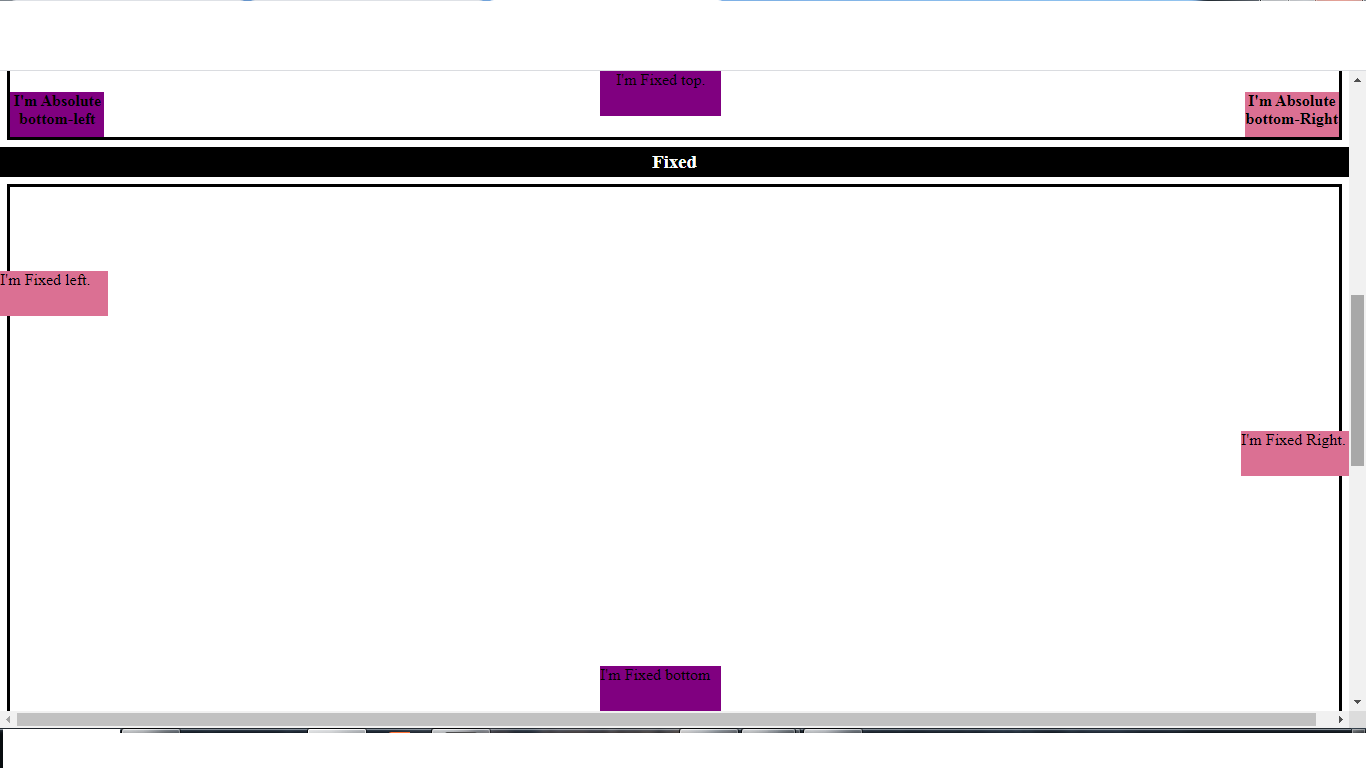 I'm Fixed top
I'm Absolute
bottom-left
I'm Absolute
bottom-Right
Fixed
I'm Fixed left.
I'm Fixed Right.
I'm Fixed bottom